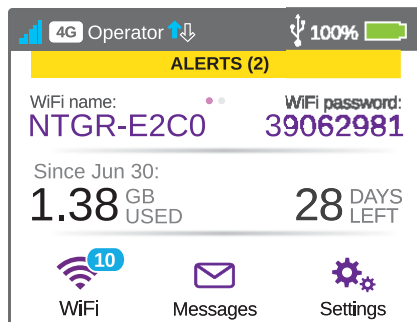 4G Operator 100%
ALERTS (2)
WiFi name: WiFi password:
NTGR-E2C0 39062981
Since Jun 30:
1.38 GB USED 28 DAYS LEFT
10
WiFi Messages Settings